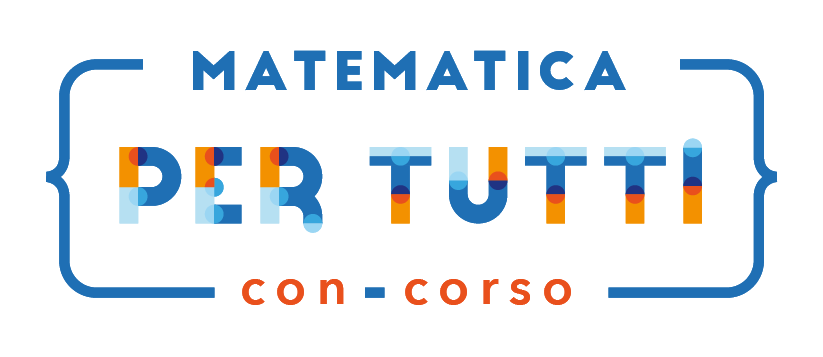 MATEMATICA
PER TUTTI
con-corso